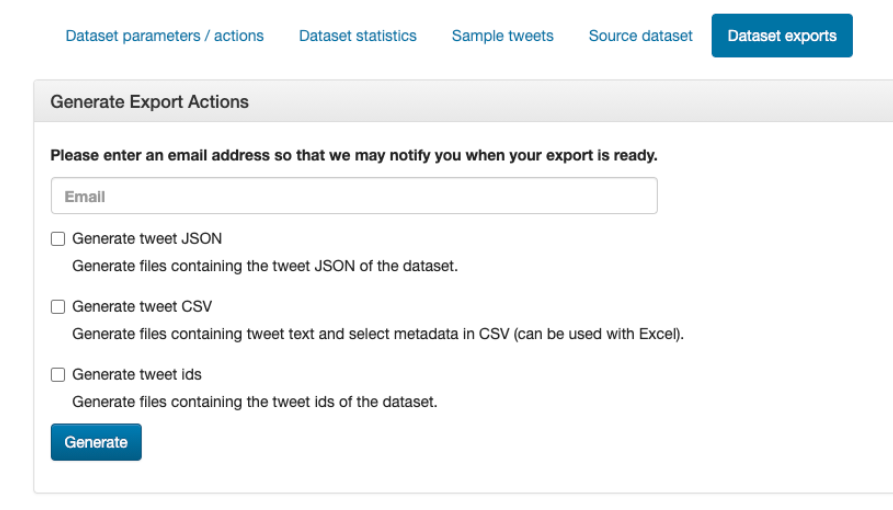 Dataset parameters / actions Dataset statistics Sample tweets Source dataset Dataset exports
Generate Export Actions
Please enter an email address so that we may notify you when your export is ready.
Email
Generate tweet JSON
Generate files containing the tweet JSON of the dataset.
Generate tweet CSV
Generate files containing tweet text and select metadata in CSV (can be used with Excel).
Generate tweet ids
Generate files containing the tweet ids of the dataset.
Generate